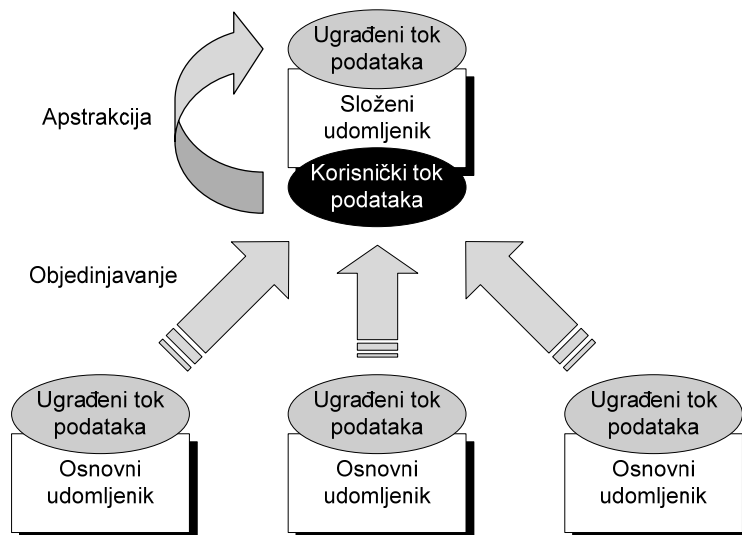 Ugrađeni tok
podataka
Složeni
udomljenik
Apstrakcija
Korisnički tok
podataka
Objedinjavanje
Ugrađeni tok
podataka
Osnovni
udomljenik
Ugrađeni tok
podataka
Osnovni
udomljenik
Ugrađeni tok
podataka
Osnovni
udomljenik